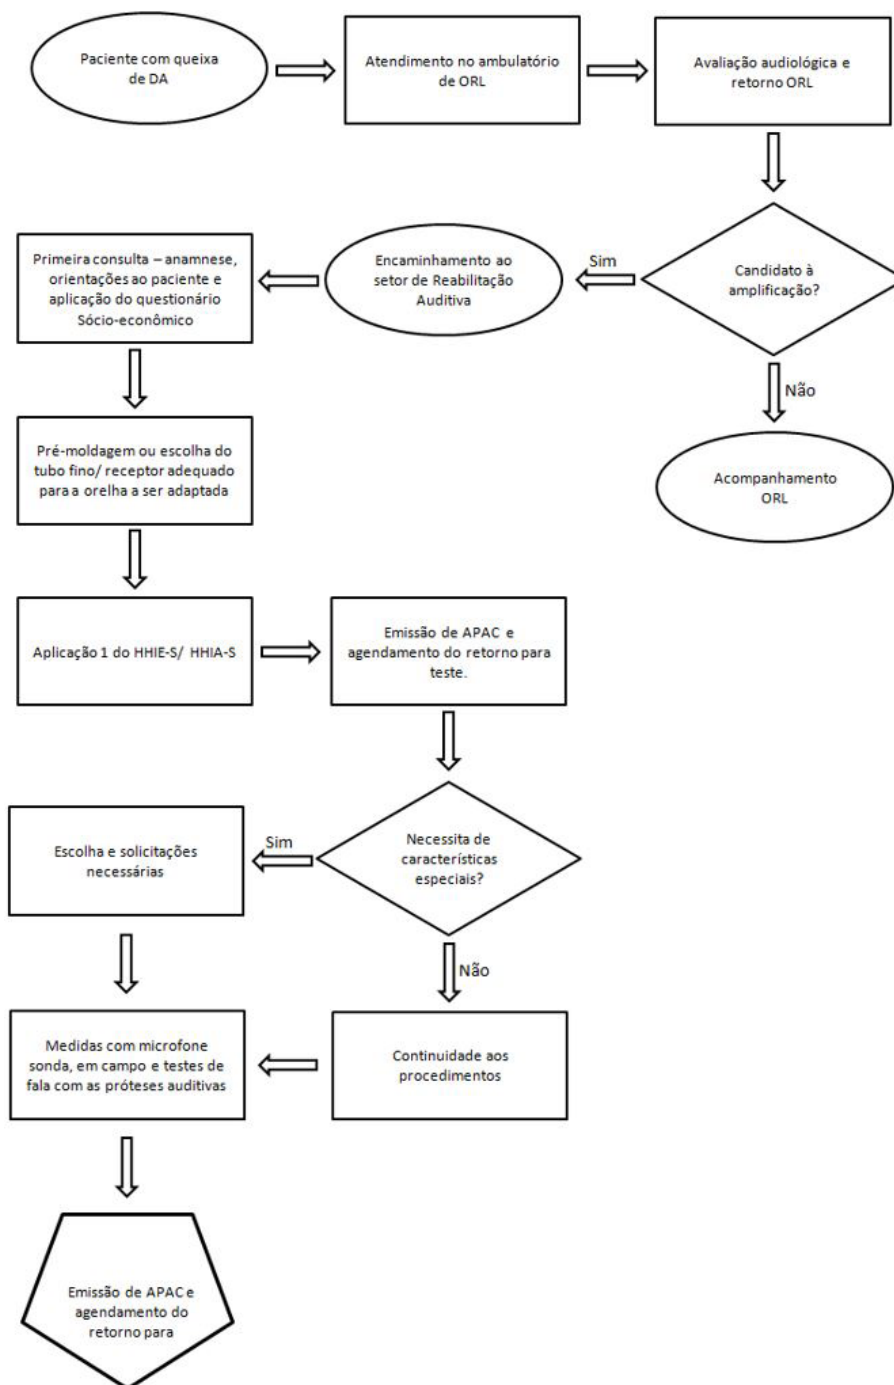 Paciente com queixa
de DA
Atendimento no ambulatório
de ORL
Avaliação audiológica e
retorno ORL
Candidato à
amplificação?
Sim
Encaminhamento ao
setor de Reabilitação
Auditiva
Primeira consulta – anamnese,
orientações ao paciente e
aplicação do questionário
Sócio-econômico
Não
Acompanhamento
ORL
Pré-moldagem ou escolha do
tubo fino/ receptor adequado
para a orelha a ser adaptada
Aplicação 1 do HHIE-S/ HHIA-S
Emissão de APAC e
agendamento do retorno para
teste.
Necessita de
características
especiais?
Sim
Escolha e solicitações
necessárias
Não
Continuidade aos
procedimentos
Medidas com microfone
sonda, em campo e testes de
fala com as próteses auditivas
Emissão de APAC e
agendamento do
retorno para